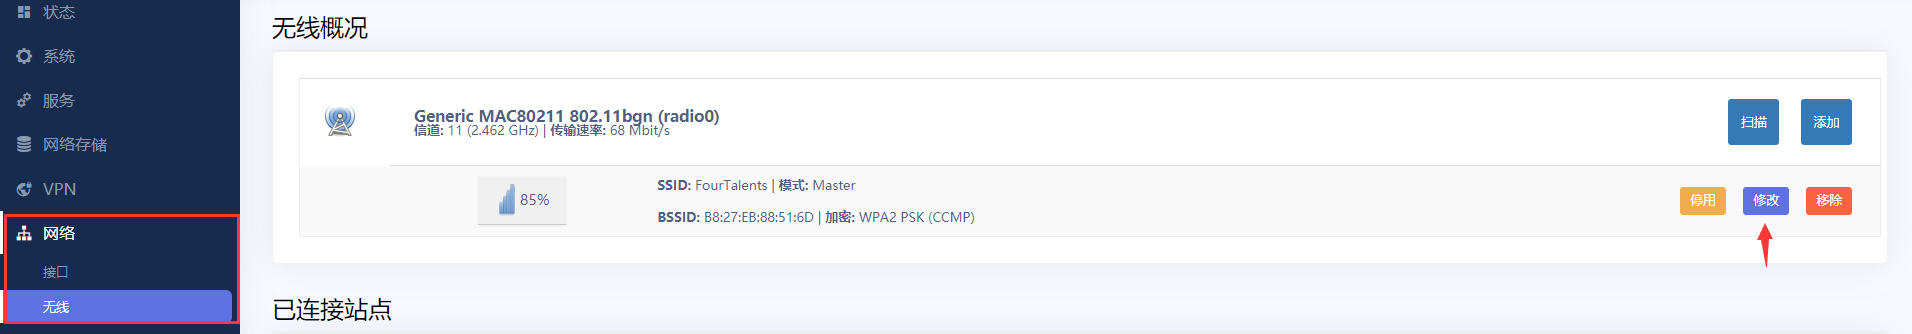 状态
系统
服务
网络存储
VPN
网络
接口
无线
无线概况
Generic MAC80211 802.11bgn (radio0)
信道: 11 (2.462 GHz) | 传输速率: 68 Mbit/s
扫描 添加
85%
SSID: FourTalents | 模式: Master
BSSID: B8:27:EB:88:51:6D | 加密: WPA2 PSK (CCMP)
停用 修改 移除
已连接站点